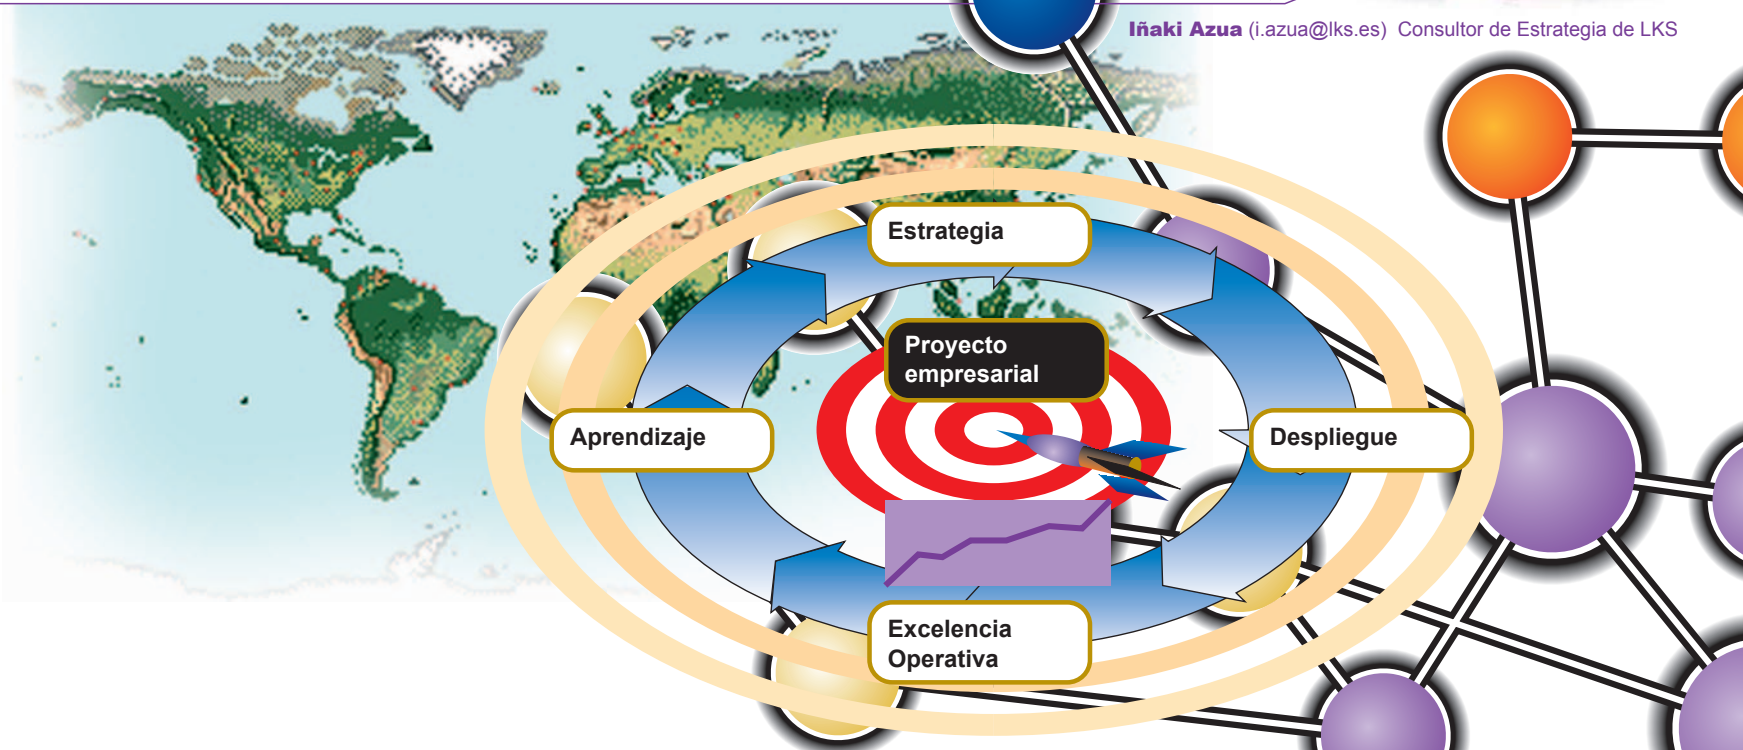 Iñaki Azua (i.azua@lks.es) Consultor de Estrategia de LKS
Estrategia
Proyecto
empresarial
Aprendizaje
Despliegue
Excelencia
Operativa